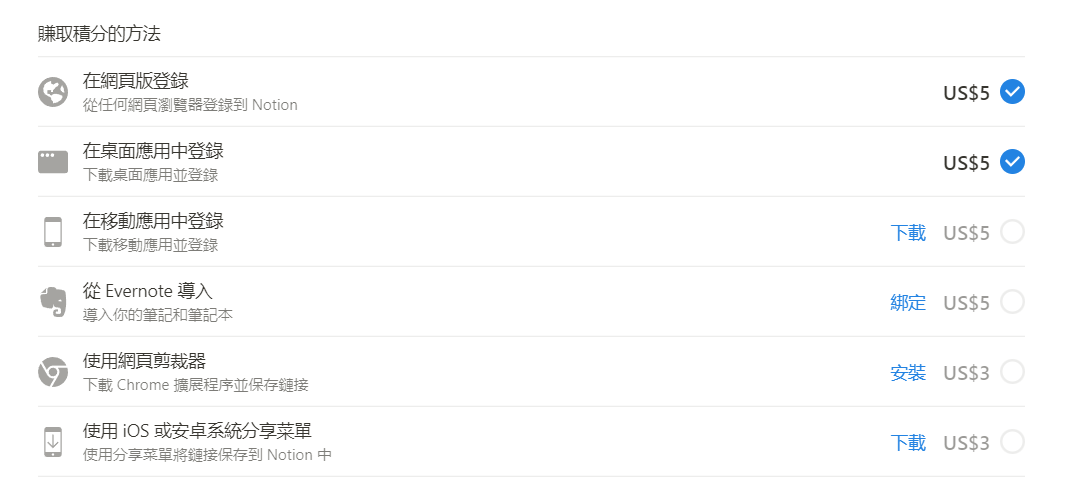 賺取積分的方法
在網頁版登錄
從任何網頁瀏覽器登錄到 Notion
US$5
在桌面應用中登錄
下載桌面應用並登錄
US$5
在移動應用中登錄
下載移動應用並登錄
下載 US$5
從 Evernote 導入
導入你的筆記和筆記本
綁定 US$5
使用網頁剪裁器
下載 Chrome 擴展程序並保存鏈接
安裝 US$3
使用 iOS 或安卓系統分享菜單
使用分享菜單將鏈接保存到 Notion 中
下載 US$3